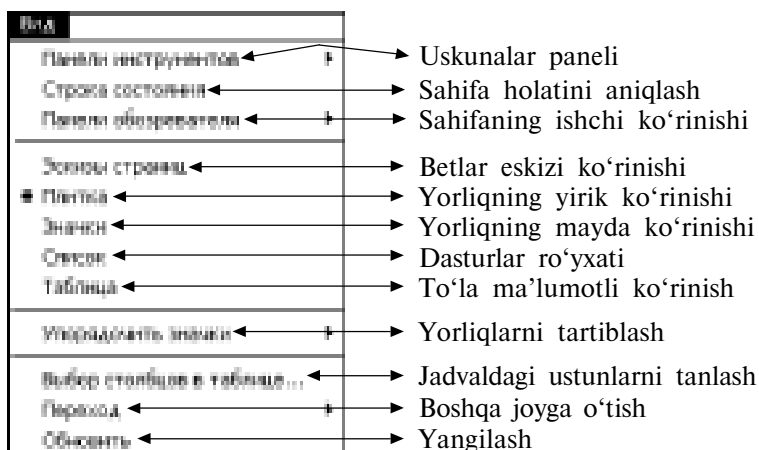 Вид
Панели инструментов Uskunalar paneli
Строка состояния Sahifa holatini aniqlash
Панели обозревателя Sahifaning ishchi ko‘rinishi
Эскизы страниц Betlar eskizi ko‘rinishi
Плитка Yorliqning yirik ko‘rinishi
Значки Yorliqning mayda ko‘rinishi
Список Dasturlar ro‘yxati
Таблица To‘la ma’lumotli ko‘rinish
Упорядочить значки Yorliqlarni tartiblash
Выбор столбцов в таблице... Jadvaldagi ustunlarni tanlash
Переход Boshqa joyga o‘tish
Обновить Yangilash